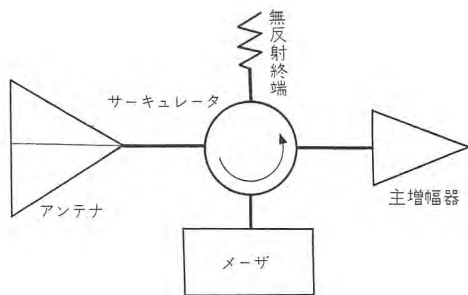 無反射終端
サーキュレータ
アンテナ
主増幅器
メーザ